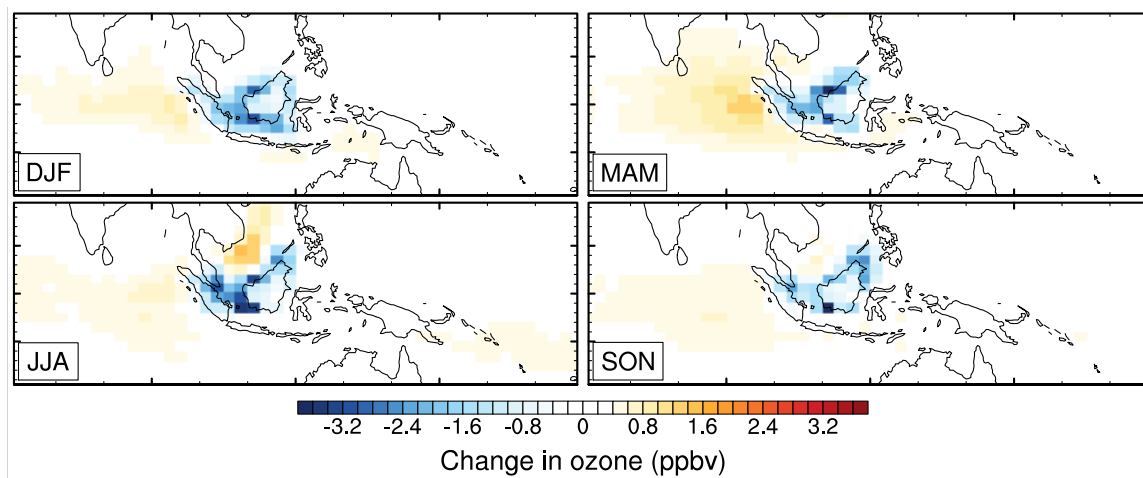 DJF
MAM
JJA
SON
-3.2 -2.4 -1.6 -0.8 0 0.8 1.6 2.4 3.2
Change in ozone (ppbv)